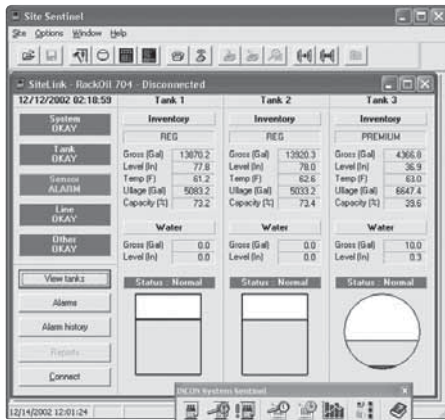 Site Sentinel
Site Options Window Help
SiteLink - RockOil 704 - Disconnected
12/12/2002 02:18:59 Tank 1 Tank 2 Tank 3
System
OKAY
Tank
OKAY
Sensor
ALARM
Line
OKAY
Other
OKAY
View tanks
Alarms
Alarm history
Reports
Connect
Inventory
REG
Gross (Gal) 13870.2
Level (In) 77.8
Temp (F) 61.2
Ullage (Gal) 5083.2
Capacity (%) 73.2
Water
Gross (Gal) 0.0
Level (In) 0.0
Status : Normal
Inventory
REG
Gross (Gal) 13920.3
Level (In) 78.0
Temp (F) 62.6
Ullage (Gal) 5033.2
Capacity (%) 73.4
Water
Gross (Gal) 0.0
Level (In) 0.0
Status : Normal
Inventory
PREMIUM
Gross (Gal) 4366.8
Level (In) 36.9
Temp (F) 63.0
Ullage (Gal) 6647.4
Capacity (%) 39.6
Water
Gross (Gal) 10.0
Level (In) 0.3
Status : Normal
INCON System Sentinel
12/14/2002 12:01:24